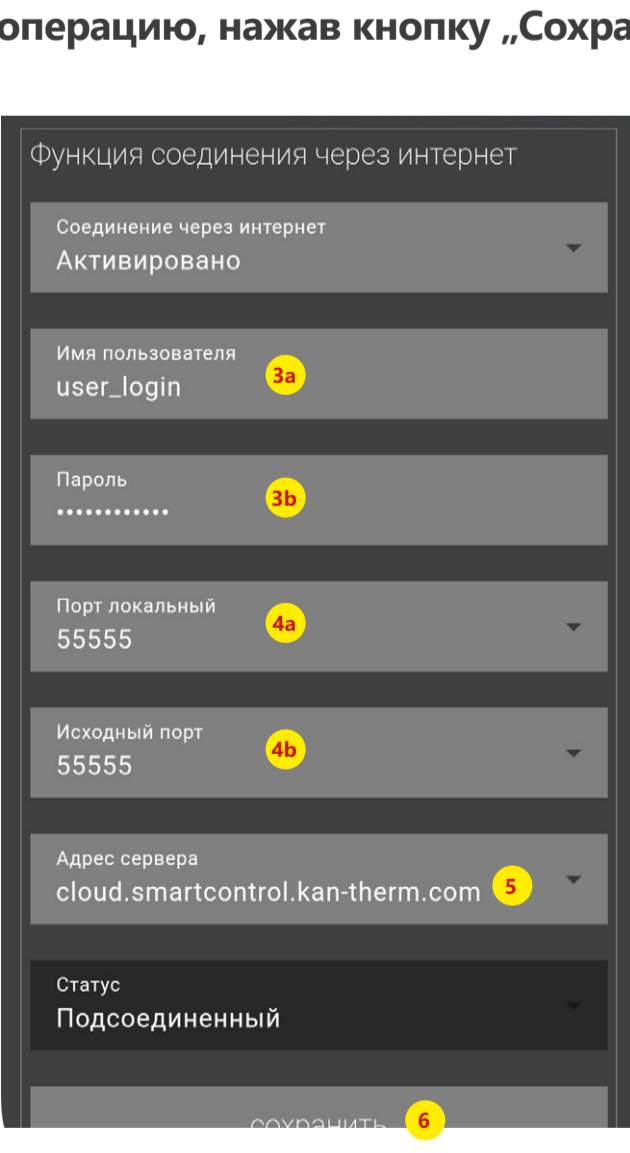 операцию, нажав кнопку „Сохра
Функция соединения через интернет
Соединение через интернет
Активировано
Имя пользователя
user_login
3a
Пароль
••••••••••••
3b
Порт локальный
55555
4a
Исходный порт
55555
4b
Адрес сервера
cloud.smartcontrol.kan-therm.com
5
Статус
Подсоединенный
сохранить
6